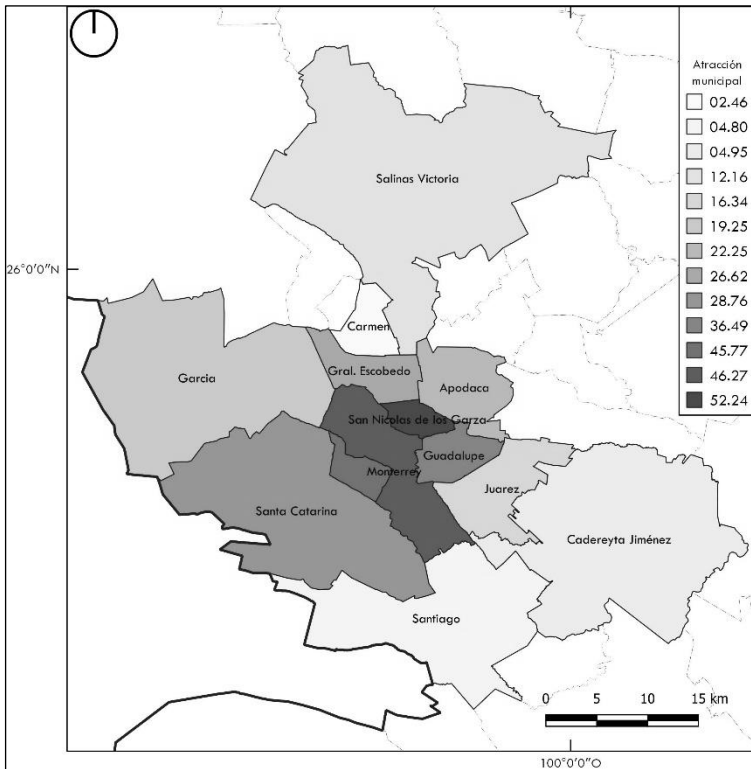 Atracción
municipal
02.46
04.80
04.95
12.16
16.34
19.25
22.25
26.62
28.76
36.49
45.77
46.27
52.24
Salinas Victoria
26°0'0"N
Carmen
Gral. Escobedo
Garcia
Apodaca
San Nicolas de los Garza
Guadalupe
Monterrey
Juarez
Santa Catarina
Cadereyta Jiménez
Santiago
0 5 10 15 km
100°0'0"O